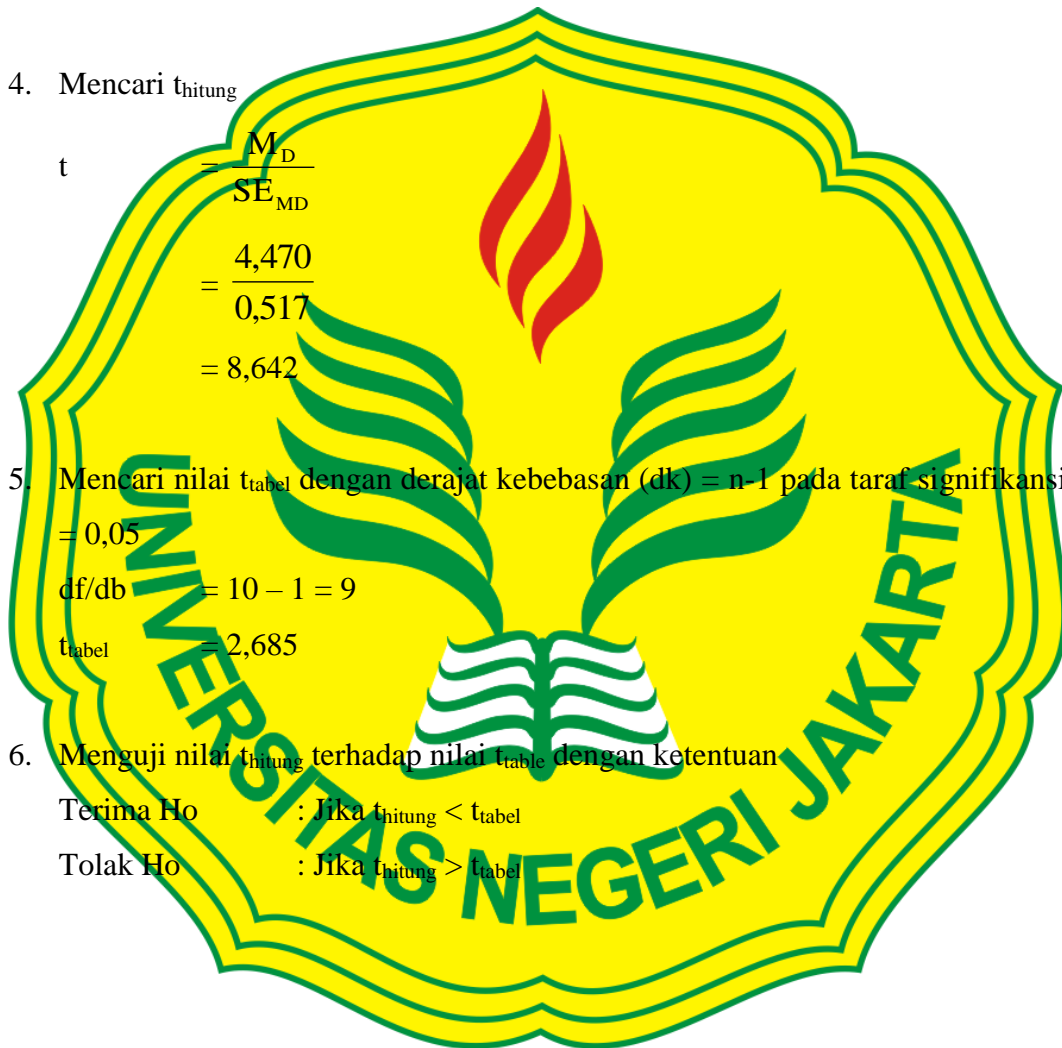 4. Mencari thitung
t = MD / SEMD
= 4,470 / 0,517
= 8,642
5. Mencari nilai ttabel dengan derajat kebebasan (dk) = n-1 pada taraf signifikansi
= 0,05
df/db = 10 – 1 = 9
ttabel = 2,685
6. Menguji nilai thitung terhadap nilai ttable dengan ketentuan
Terima Ho : Jika thitung < ttabel
Tolak Ho : Jika thitung > ttabel
UNIVERSITAS NEGERI JAKARTA